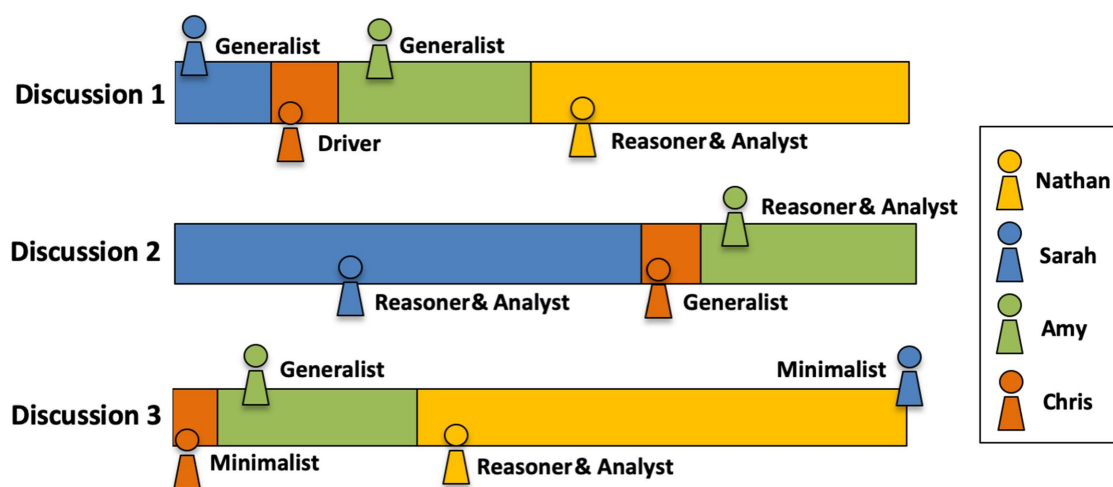 Generalist
Generalist
Discussion 1
Driver
Reasoner & Analyst
Nathan
Reasoner & Analyst
Discussion 2
Sarah
Reasoner & Analyst
Generalist
Amy
Generalist
Minimalist
Discussion 3
Chris
Minimalist
Reasoner & Analyst